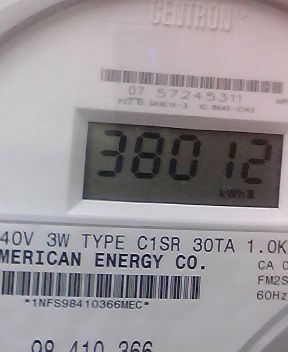 CENTRON®
07 57245311
38012
kWh
40V 3W TYPE C1SR 30TA 1.0K
MERICAN ENERGY CO.
CA 0
FM2S
60Hz
*1NFS98410366MEC*
98 410 366